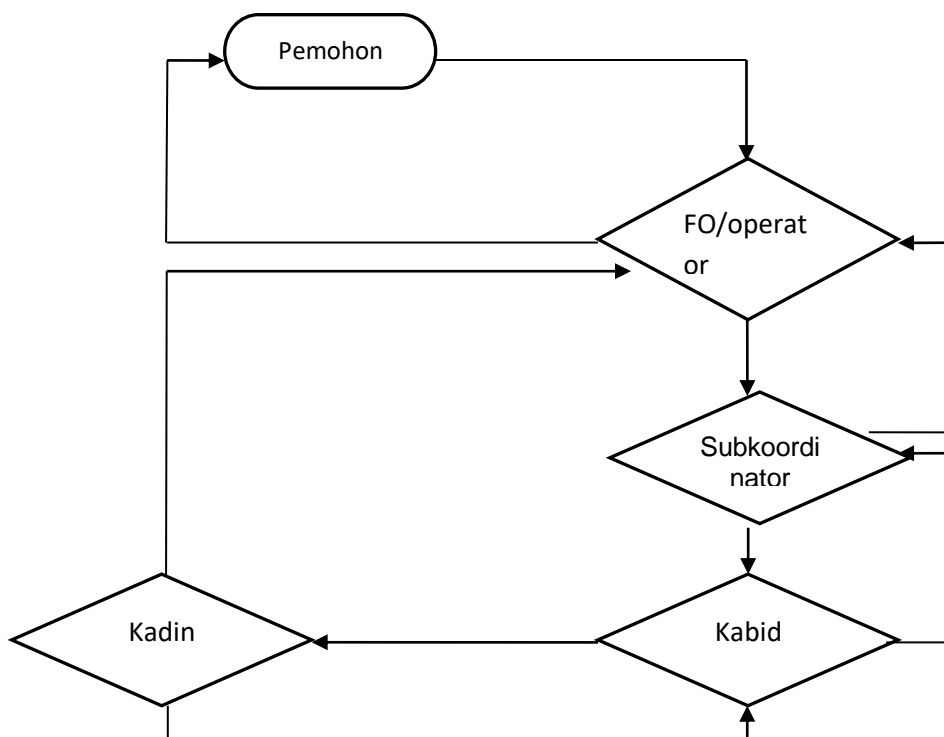 Pemohon
FO/operat
or
Subkoordi
nator
Kadin
Kabid